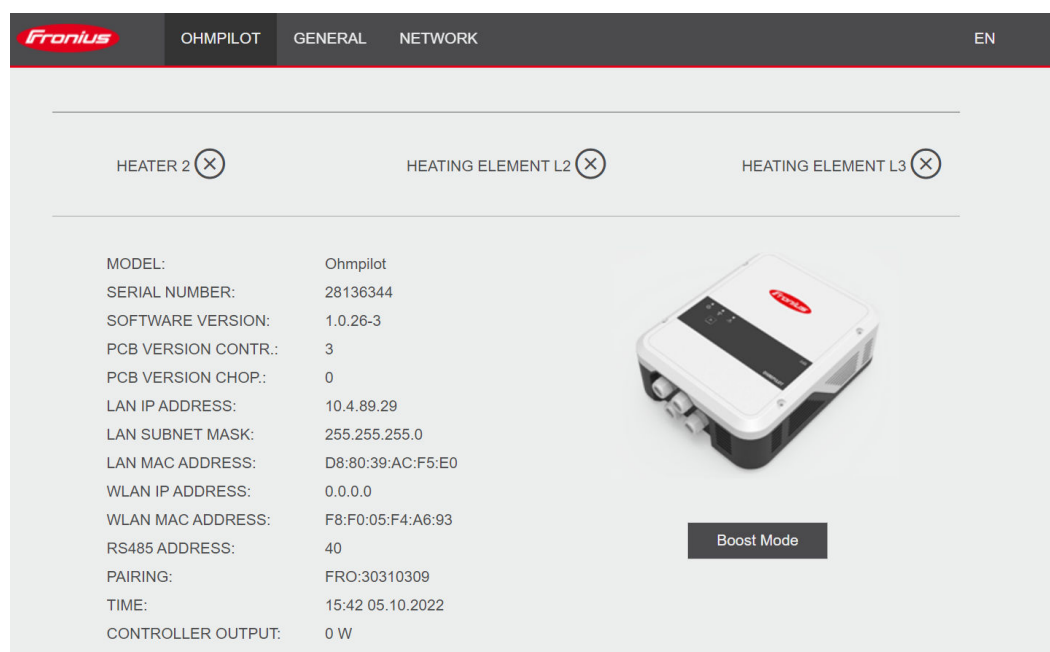 Fronius OHMPILOT GENERAL NETWORK EN
HEATER 2 HEATING ELEMENT L2 HEATING ELEMENT L3
MODEL: Ohmpilot
SERIAL NUMBER: 28136344
SOFTWARE VERSION: 1.0.26-3
PCB VERSION CONTR.: 3
PCB VERSION CHOP.: 0
LAN IP ADDRESS: 10.4.89.29
LAN SUBNET MASK: 255.255.255.0
LAN MAC ADDRESS: D8:80:39:AC:F5:E0
WLAN IP ADDRESS: 0.0.0.0
WLAN MAC ADDRESS: F8:F0:05:F4:A6:93
RS485 ADDRESS: 40
PAIRING: FRO:30310309
TIME: 15:42 05.10.2022
CONTROLLER OUTPUT: 0 W
Fronius
OHMPILOT
Boost Mode